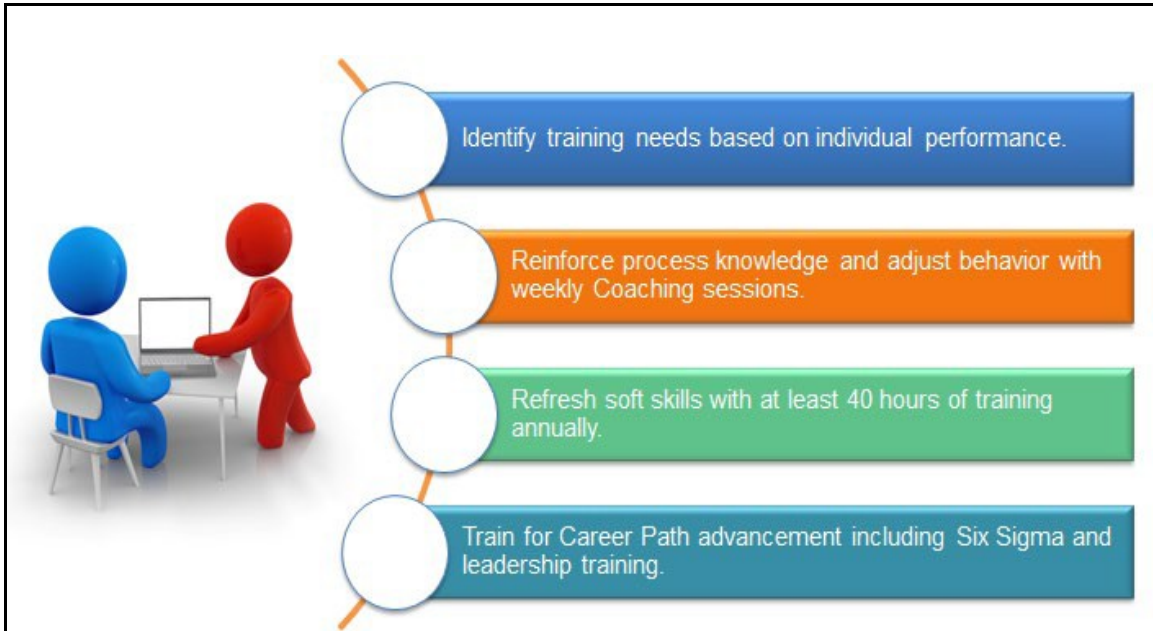 Identify training needs based on individual performance.
Reinforce process knowledge and adjust behavior with
weekly Coaching sessions.
Refresh soft skills with at least 40 hours of training
annually.
Train for Career Path advancement including Six Sigma and
leadership training.